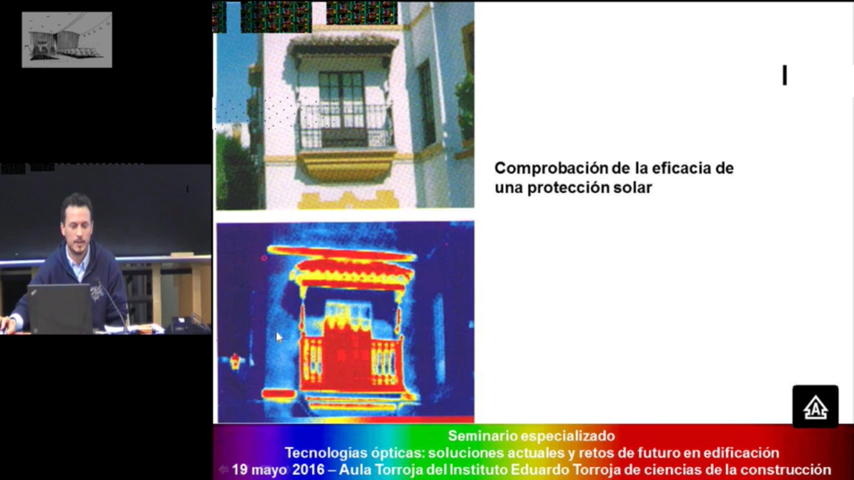 Comprobación de la eficacia de
una protección solar
Seminario especializado
Tecnologías ópticas: soluciones actuales y retos de futuro en edificación
19 mayo 2016 – Aula Torroja del Instituto Eduardo Torroja de ciencias de la construcción